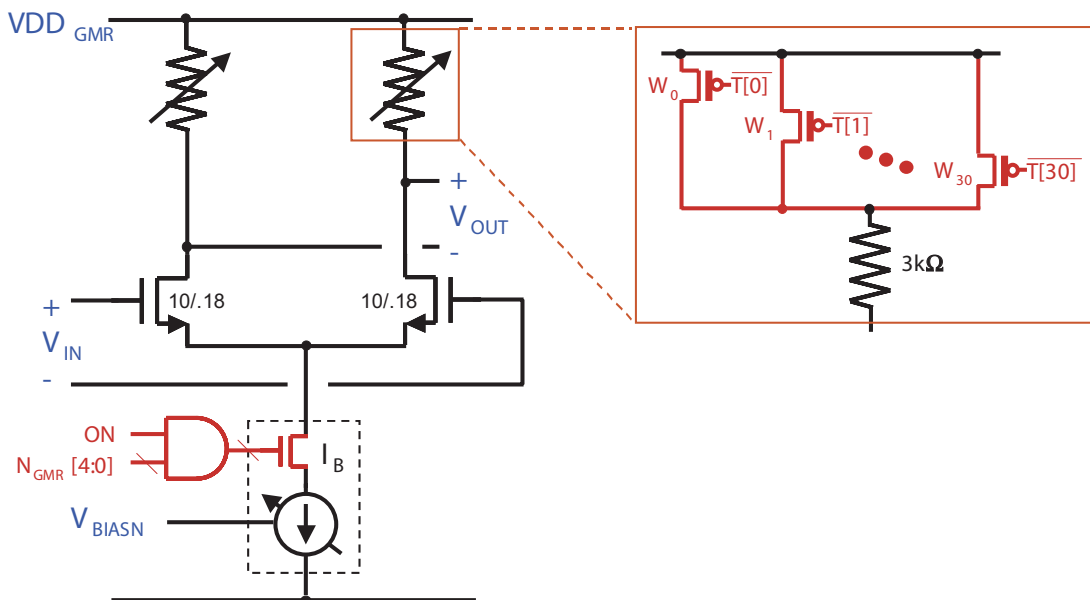 VDD GMR
W0 T[0]
W1 T[1]
W30 T[30]
+
VOUT
-
3kΩ
10/.18 10/.18
+
VIN
-
ON
NGMR [4:0]
IB
VBIASN